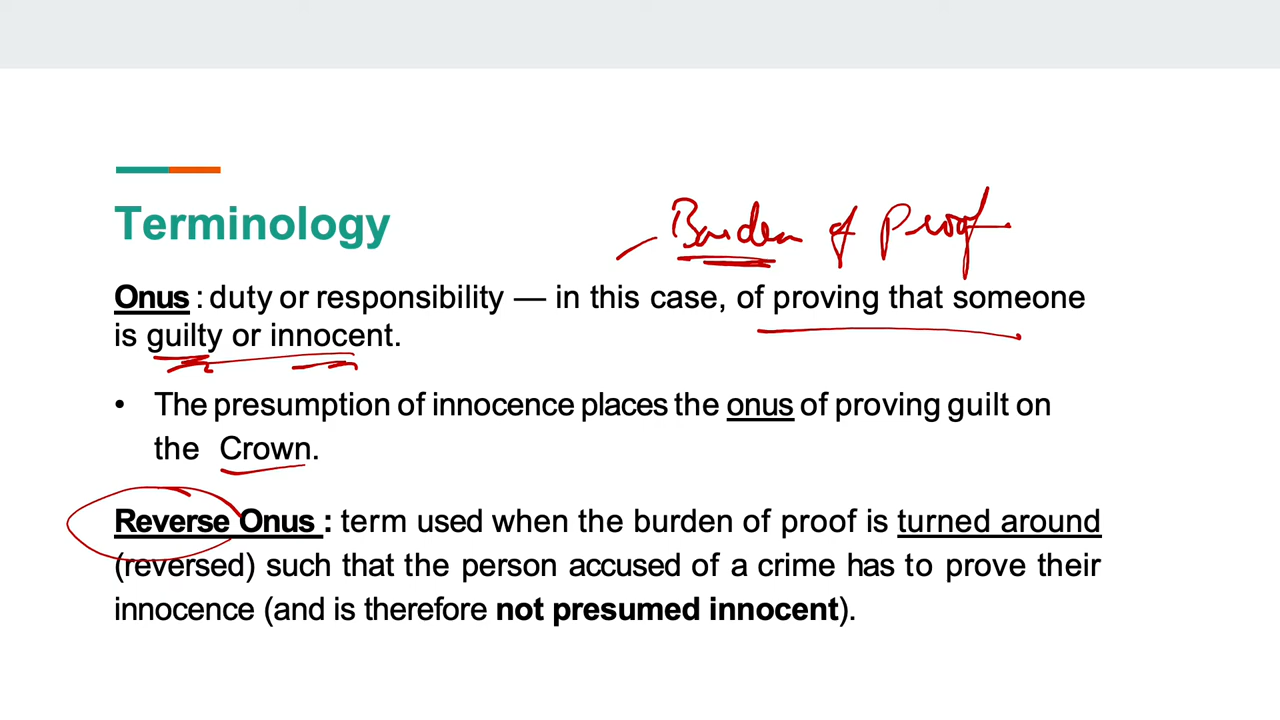 Terminology
Burden of Proof
Onus : duty or responsibility — in this case, of proving that someone
is guilty or innocent.
• The presumption of innocence places the onus of proving guilt on
the Crown.
Reverse Onus : term used when the burden of proof is turned around
(reversed) such that the person accused of a crime has to prove their
innocence (and is therefore not presumed innocent).